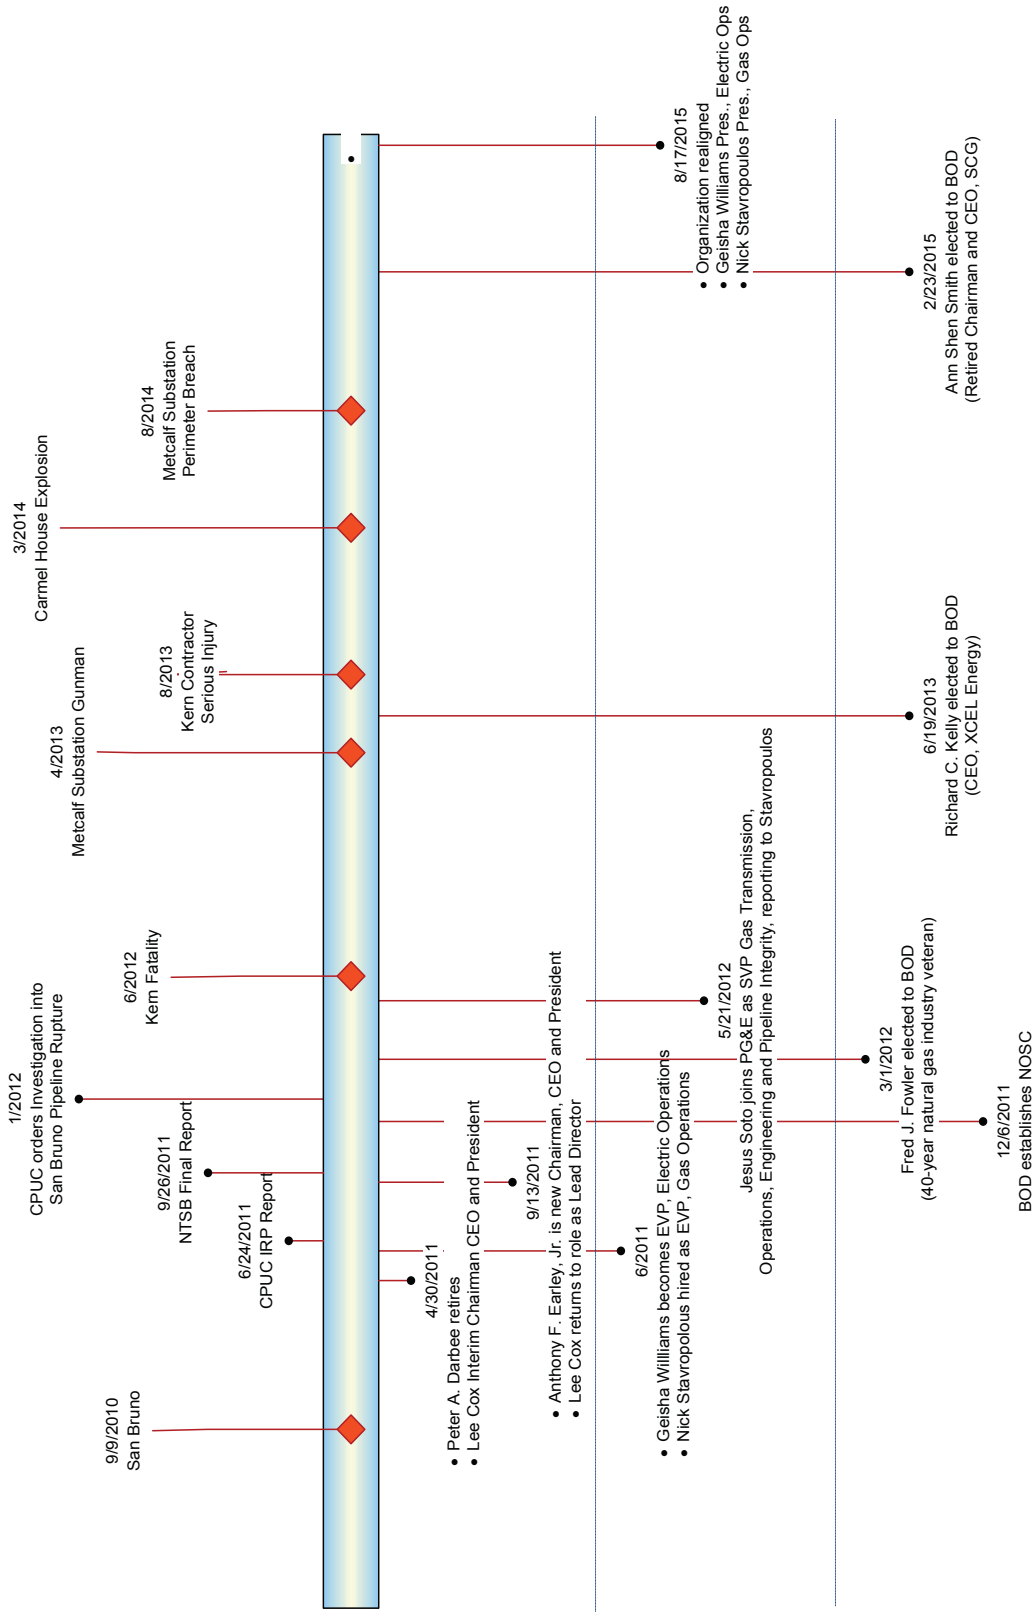 1/2012
CPUC orders Investigation into
San Bruno Pipeline Rupture
3/2014
Carmel House Explosion
4/2013
Metcalf Substation Gunman
9/9/2010
San Bruno
6/2012
Kern Fatality
8/2014
Metcalf Substation
Perimeter Breach
9/26/2011
NTSB Final Report
8/2013
Kern Contractor
Serious Injury
6/24/2011
CPUC IRP Report
4/30/2011
• Peter A. Darbee retires
• Lee Cox Interim Chairman CEO and President
9/13/2011
• Anthony F. Earley, Jr. is new Chairman, CEO and President
• Lee Cox returns to role as Lead Director
6/2011
• Geisha Willliams becomes EVP, Electric Operations
• Nick Stavropolous hired as EVP, Gas Operations
8/17/2015
• Organization realigned
• Geisha Williams Pres., Electric Ops
• Nick Stavropoulos Pres., Gas Ops
5/21/2012
Jesus Soto joins PG&E as SVP Gas Transmission,
Operations, Engineering and Pipeline Integrity, reporting to Stavropoulos
3/1/2012
Fred J. Fowler elected to BOD
(40-year natural gas industry veteran)
6/19/2013
Richard C. Kelly elected to BOD
(CEO, XCEL Energy)
2/23/2015
Ann Shen Smith elected to BOD
(Retired Chairman and CEO, SCG)
12/6/2011
BOD establishes NOSC